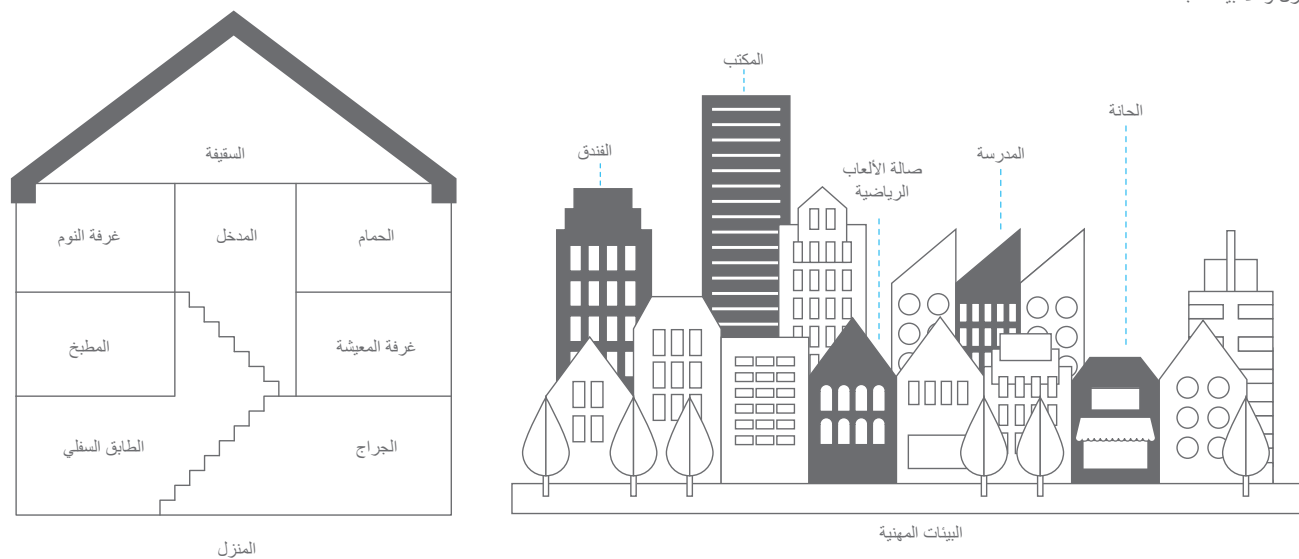 السقيفة
الحمام
المدخل
غرفة النوم
غرفة المعيشة
المطبخ
الجراج
الطابق السفلي
المنزل
المكتب
الحانة
الفندق
المدرسة
صالة الألعاب
الرياضية
البيئات المهنية